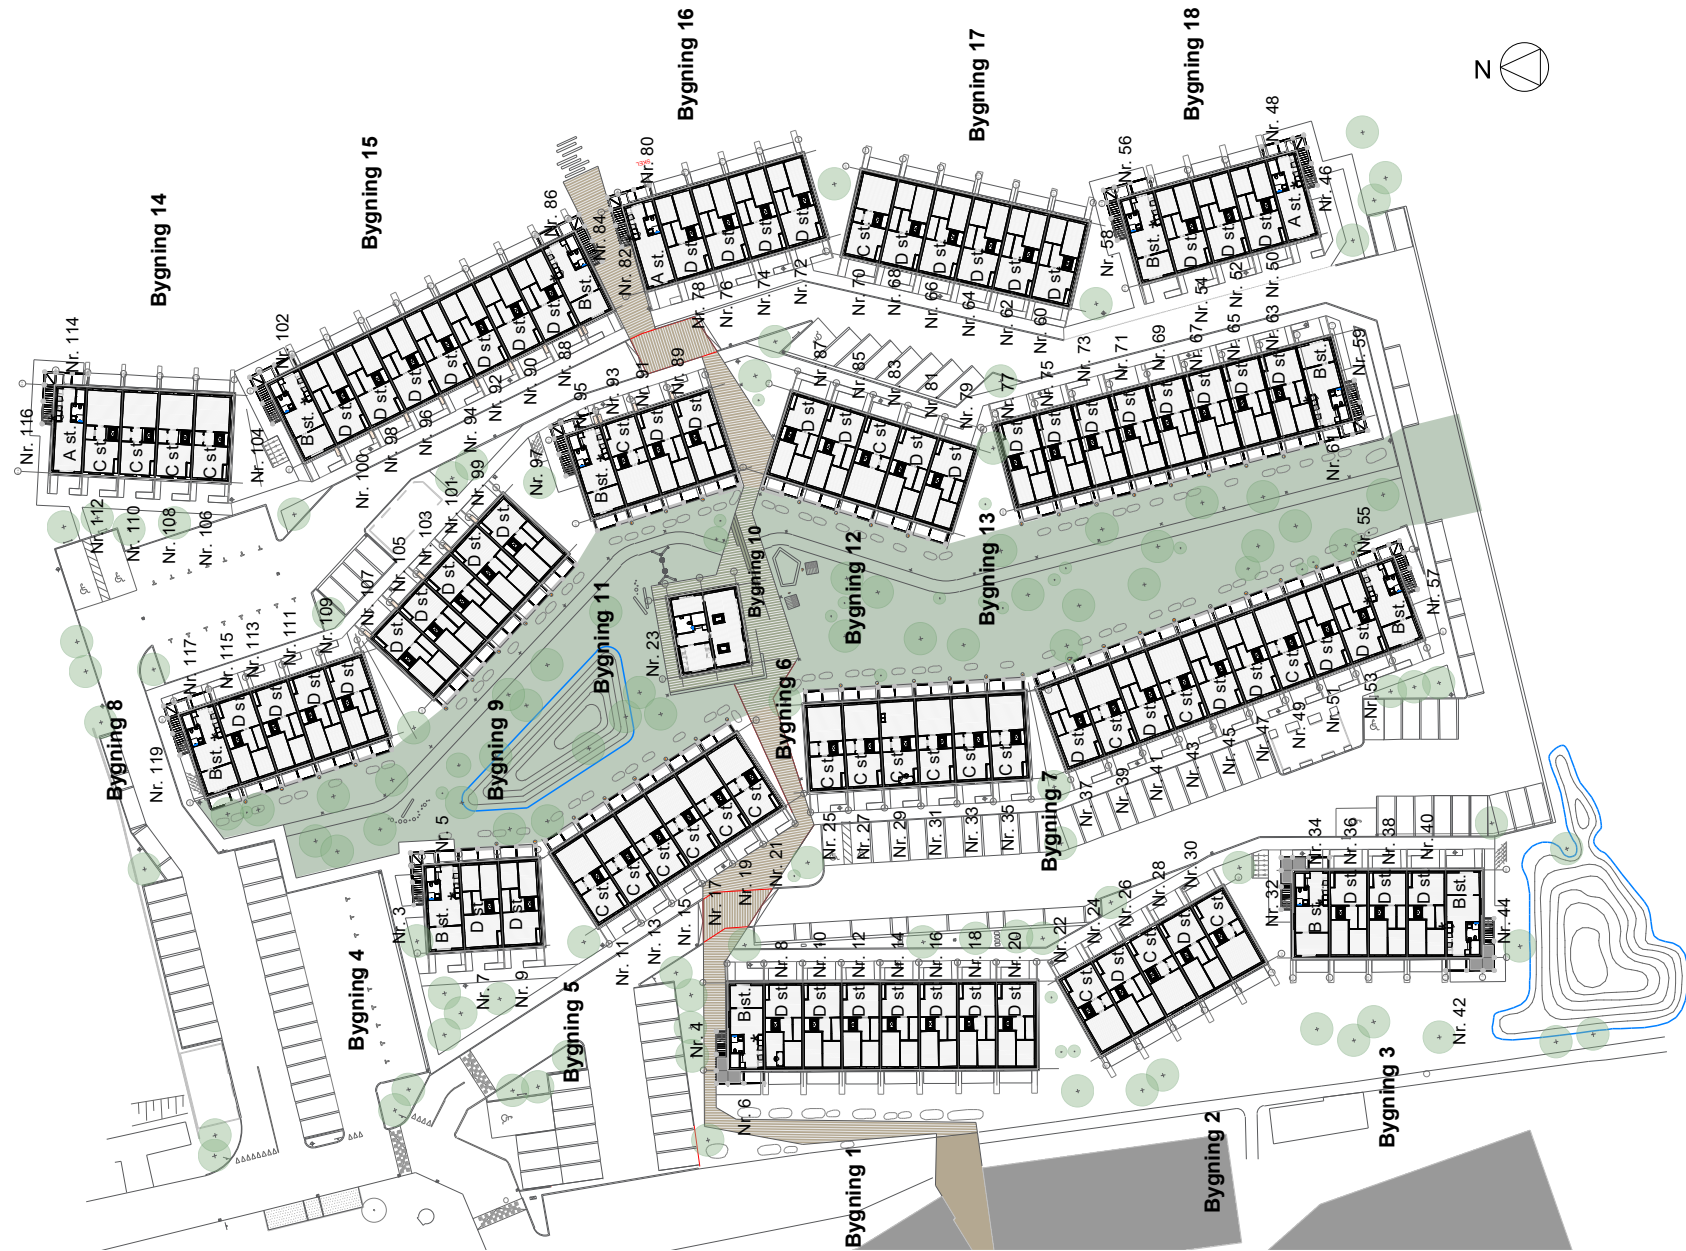 Bygning 14
Nr. 116
Nr. 114
A st.
C st.
C st.
C st.
C st.
Nr. 112
Nr. 110
Nr. 108
Nr. 106
Bygning 15
Nr. 104
Nr. 102
B st.
D st.
D st.
D st.
D st.
D st.
D st.
B st.
Nr. 100
Nr. 98
Nr. 96
Nr. 94
Nr. 92
Nr. 90
Nr. 88
Nr. 86
Nr. 84
Bygning 16
Nr. 82
Nr. 80
A st.
D st.
D st.
D st.
D st.
Nr. 78
Nr. 76
Nr. 74
Nr. 72
Bygning 17
C st.
D st.
D st.
D st.
D st.
D st.
Nr. 70
Nr. 68
Nr. 66
Nr. 64
Nr. 62
Nr. 60
Bygning 18
Nr. 58
Nr. 56
B st.
D st.
D st.
D st.
A st.
Nr. 54
Nr. 52
Nr. 50
Nr. 48
Nr. 46
N
Bygning 8
Nr. 119
Nr. 117
Nr. 115
Nr. 113
Nr. 111
Nr. 109
B st.
D st.
D st.
D st.
D st.
Bygning 9
Nr. 107
Nr. 105
Nr. 103
Nr. 101
Nr. 99
D st.
D st.
D st.
D st.
D st.
Bygning 11
Nr. 97
Nr. 95
Nr. 93
Nr. 91
Nr. 89
B st.
C st.
D st.
D st.
Bygning 10
Nr. 23
Bygning 12
Nr. 87
Nr. 85
Nr. 83
Nr. 81
Nr. 79
D st.
D st.
C st.
D st.
D st.
Bygning 13
Nr. 77
Nr. 75
Nr. 73
Nr. 71
Nr. 69
Nr. 67
Nr. 65
Nr. 63
Nr. 61
Nr. 59
D st.
D st.
D st.
D st.
D st.
D st.
D st.
D st.
B st.
Bygning 4
Nr. 3
Nr. 5
B st.
D st.
D st.
Nr. 7
Nr. 9
Bygning 5
C st.
C st.
C st.
C st.
C st.
C st.
Nr. 11
Nr. 13
Nr. 15
Nr. 17
Nr. 19
Nr. 21
Bygning 6
C st.
C st.
C st.
C st.
C st.
C st.
Nr. 25
Nr. 27
Nr. 29
Nr. 31
Nr. 33
Nr. 35
Bygning 7
D st.
C st.
D st.
C st.
D st.
D st.
C st.
D st.
D st.
B st.
Nr. 37
Nr. 39
Nr. 41
Nr. 43
Nr. 45
Nr. 47
Nr. 49
Nr. 51
Nr. 53
Nr. 55
Nr. 57
Bygning 1
Nr. 4
Nr. 6
Nr. 8
Nr. 10
Nr. 12
Nr. 14
Nr. 16
Nr. 18
Nr. 20
B st.
D st.
D st.
D st.
D st.
D st.
D st.
D st.
Bygning 2
Nr. 22
Nr. 24
Nr. 26
Nr. 28
Nr. 30
C st.
D st.
C st.
D st.
C st.
Bygning 3
Nr. 32
Nr. 34
Nr. 36
Nr. 38
Nr. 40
B st.
D st.
D st.
D st.
B st.
Nr. 42
Nr. 44